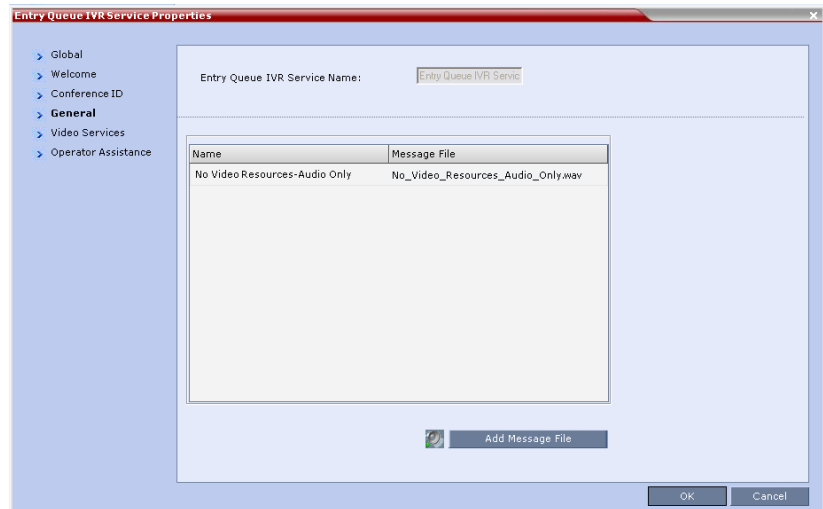 Entry Queue IVR Service Properties
Global
Welcome
Conference ID
General
Video Services
Operator Assistance
Entry Queue IVR Service Name: Entry Queue IVR Servic
Name Message File
No Video Resources-Audio Only No_Video_Resources_Audio_Only.wav
Add Message File
OK Cancel